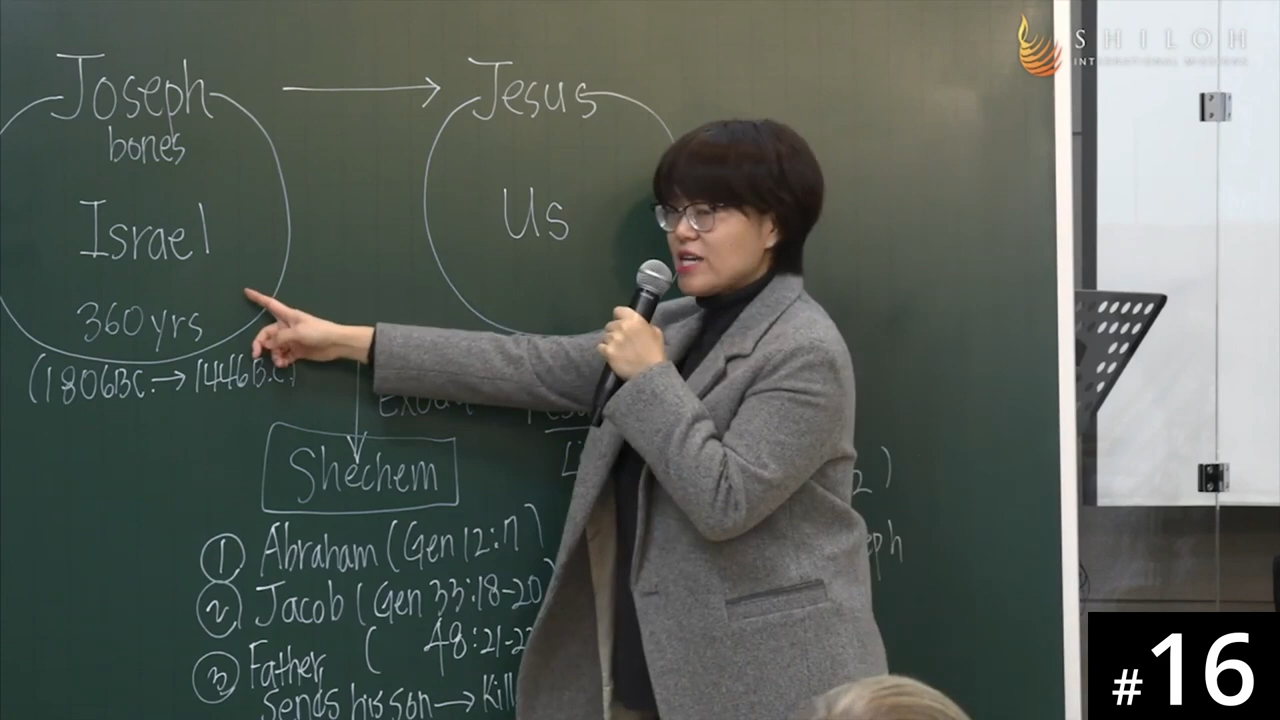 SHILOH
INTERNATIONAL MISSIONS
Joseph → Jesus
bones
Israel
Us
360 yrs
(1806BC. → 1446B.C.)
Shechem
① Abraham (Gen 12:7)
② Jacob (Gen 33:18-20)
③ Father ( 48:21-22
sends his son → Kill
#16